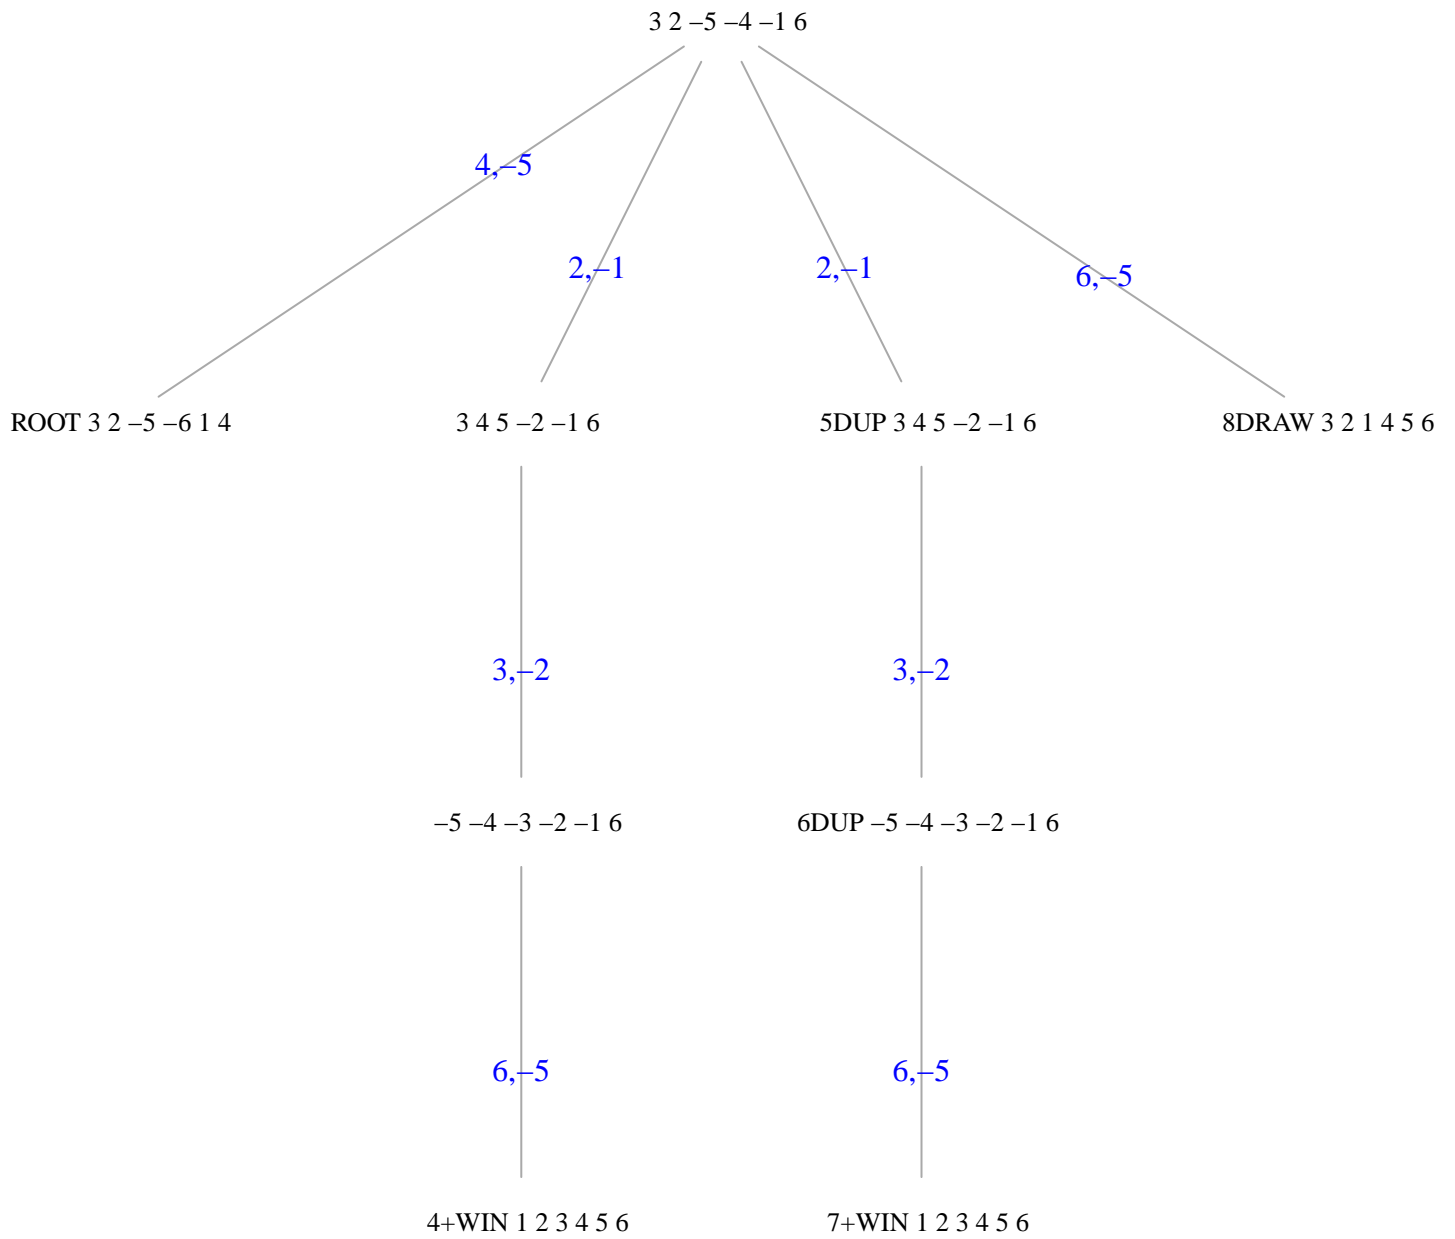 3 2 –5 –4 –1 6
4,–5
2,–1
2,–1
6,–5
ROOT 3 2 –5 –6 1 4
3 4 5 –2 –1 6
5DUP 3 4 5 –2 –1 6
8DRAW 3 2 1 4 5 6
3,–2
3,–2
–5 –4 –3 –2 –1 6
6DUP –5 –4 –3 –2 –1 6
6,–5
6,–5
4+WIN 1 2 3 4 5 6
7+WIN 1 2 3 4 5 6